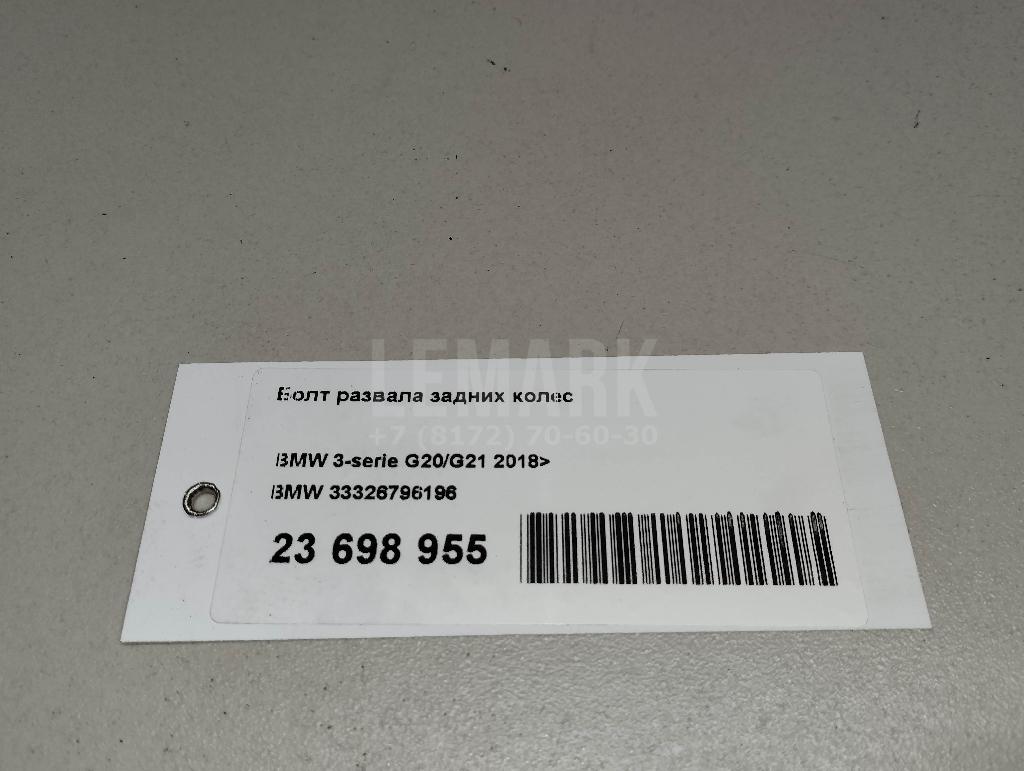 Болт развала задних колес
LEMARK
+7 (8172) 70-60-30
BMW 3-serie G20/G21 2018>
BMW 33326796196
23 698 955